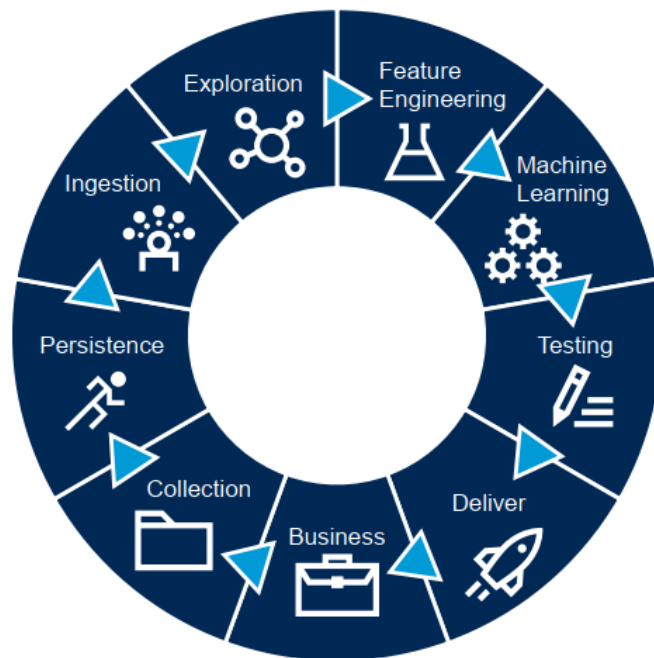 Exploration
Feature
Engineering
Machine
Learning
Testing
Deliver
Business
Collection
Persistence
Ingestion